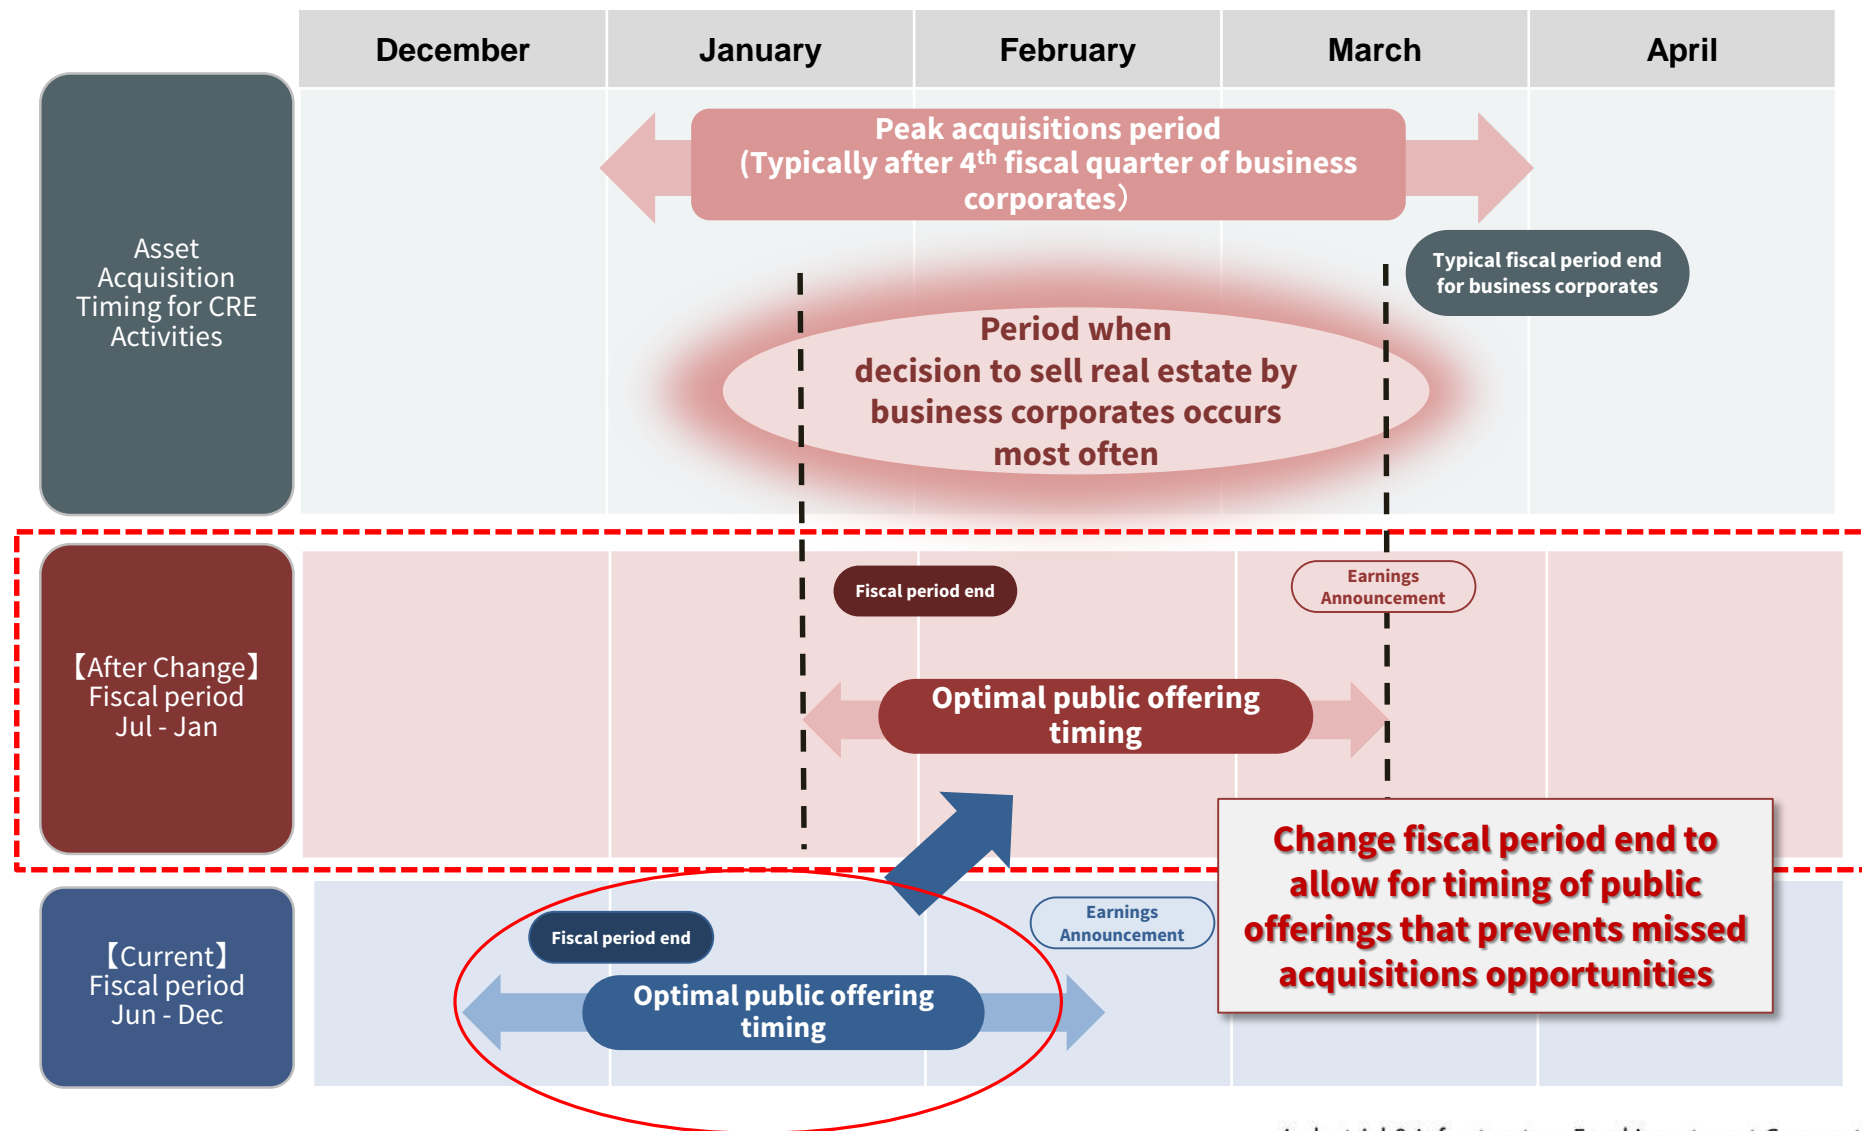 December January February March April
Asset
Acquisition
Timing for CRE
Activities
Peak acquisitions period
(Typically after 4th fiscal quarter of business
corporates）
Typical fiscal period end
for business corporates
Period when
decision to sell real estate by
business corporates occurs
most often
【After Change】
Fiscal period
Jul - Jan
Fiscal period end
Earnings
Announcement
Optimal public offering
timing
【Current】
Fiscal period
Jun - Dec
Fiscal period end
Earnings
Announcement
Optimal public offering
timing
Change fiscal period end to
allow for timing of public
offerings that prevents missed
acquisitions opportunities